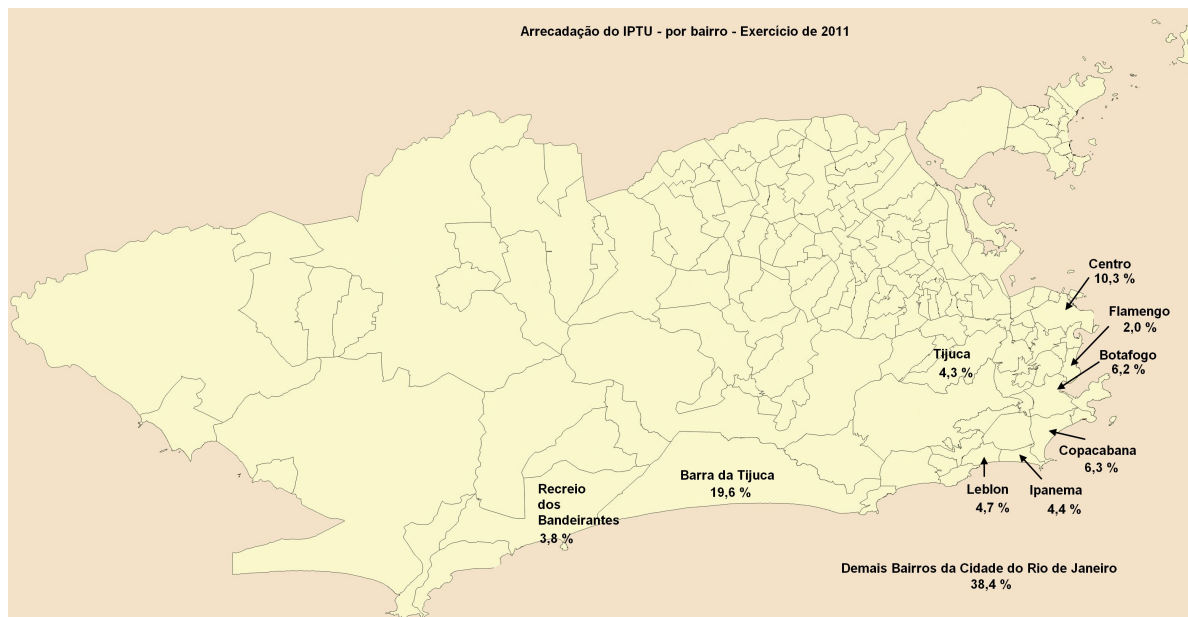 Arrecadação do IPTU - por bairro - Exercício de 2011
Centro
10,3 %
Flamengo
2,0 %
Botafogo
6,2 %
Tijuca
4,3 %
Copacabana
6,3 %
Barra da Tijuca
19,6 %
Recreio
dos
Bandeirantes
3,8 %
Leblon
4,7 %
Ipanema
4,4 %
Demais Bairros da Cidade do Rio de Janeiro
38,4 %